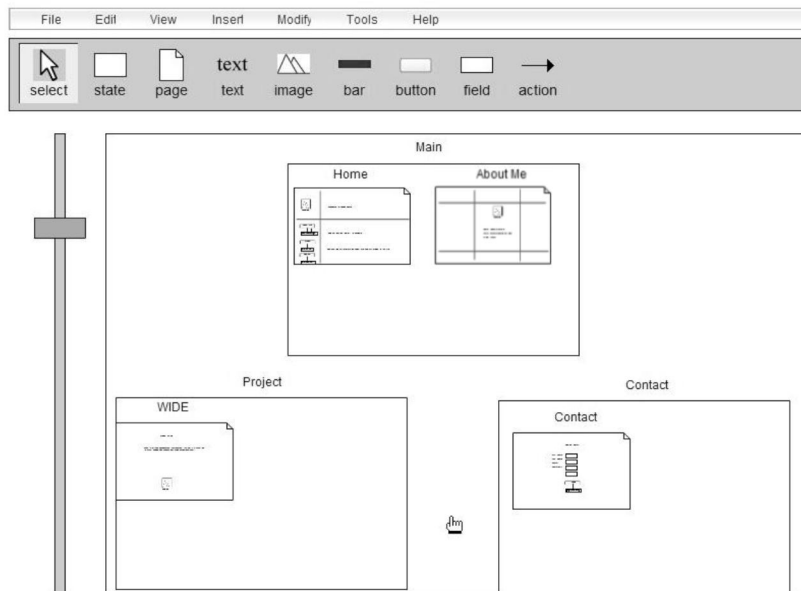 File Edit View Insert Modify Tools Help
text
select state page text image bar button field action
Main
Home About Me
Project
Contact
WIDE
Contact